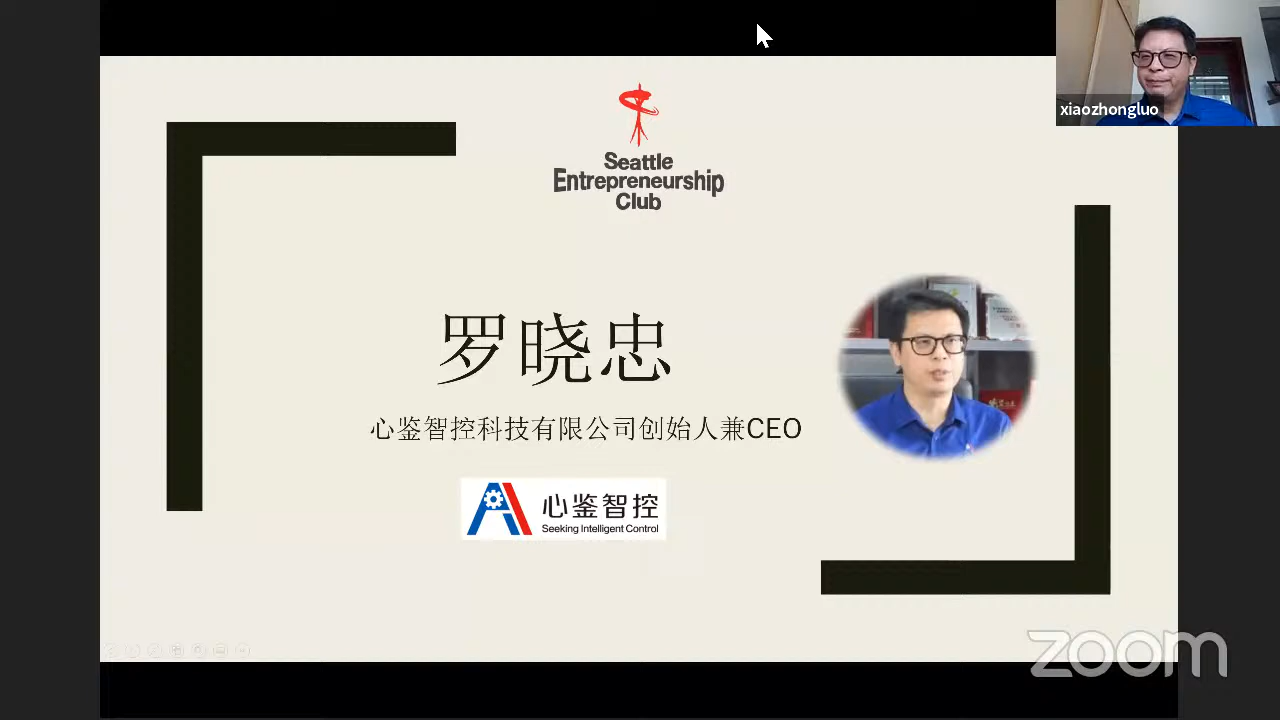 xiaozhongluo
Seattle
Entrepreneurship
Club
罗晓忠
心鉴智控科技有限公司创始人兼CEO
心鉴智控
Seeking Intelligent Control
zoom